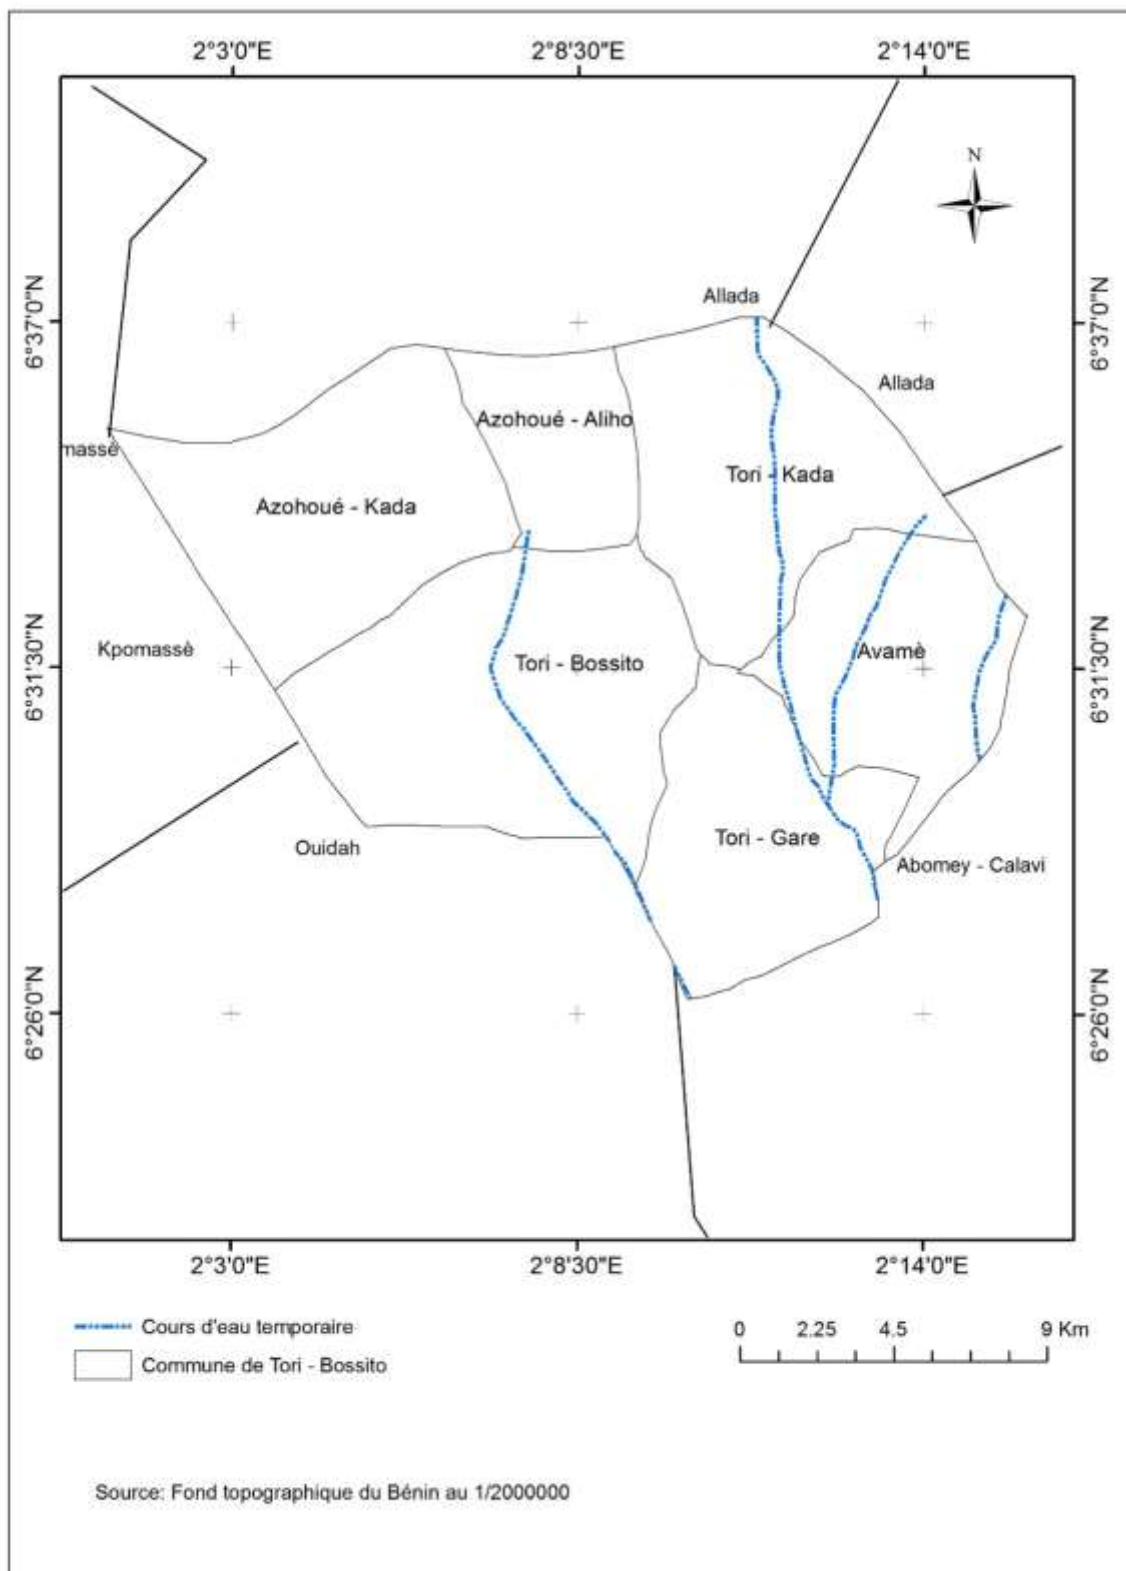 2°3'0"E 2°8'30"E 2°14'0"E
N
6°37'0"N 6°37'0"N
Allada
Allada
Azohoué - Aliho
massè
Tori - Kada
Azohoué - Kada
Kpomassè
Tori - Bossito
Avamè
6°31'30"N 6°31'30"N
Tori - Gare
Ouidah
Abomey - Calavi
6°26'0"N 6°26'0"N
2°3'0"E 2°8'30"E 2°14'0"E
Cours d'eau temporaire
0 2.25 4.5 9 Km
Commune de Tori - Bossito
Source: Fond topographique du Bénin au 1/2000000